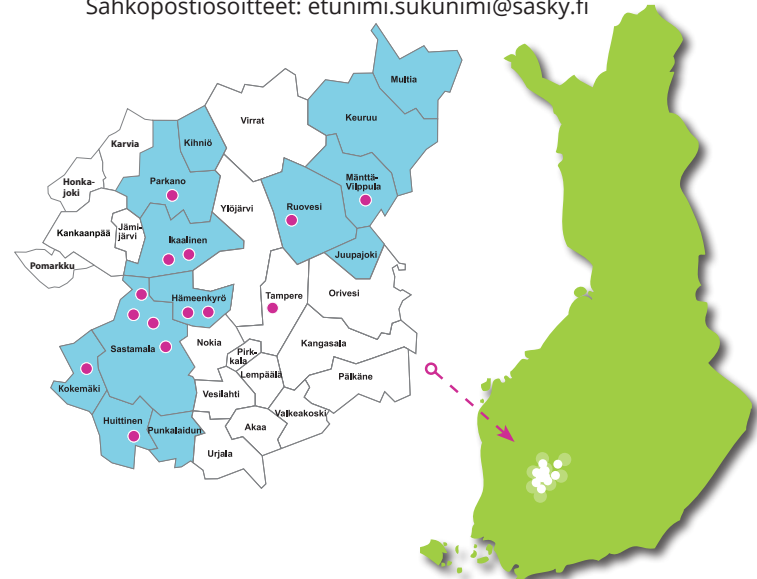 Sähköpostiosoitteet: etunimi.sukunimi@sasky.fi
Multia
Virrat
Keuruu
Karvia
Kihniö
Mänttä-
Vilppula
Parkano
Honka-
joki
Ylöjärvi
Ruovesi
Jämi-
järvi
Kankaanpää
Ikaalinen
Juupajoki
Pomarkku
Hämeenkyrö
Tampere
Orivesi
Nokia
Sastamala
Pirk-
kala
Kangasala
Lempäälä
Pälkäne
Kokemäki
Vesilahti
Valkeakoski
Huittinen
Punkalaidun
Akaa
Urjala